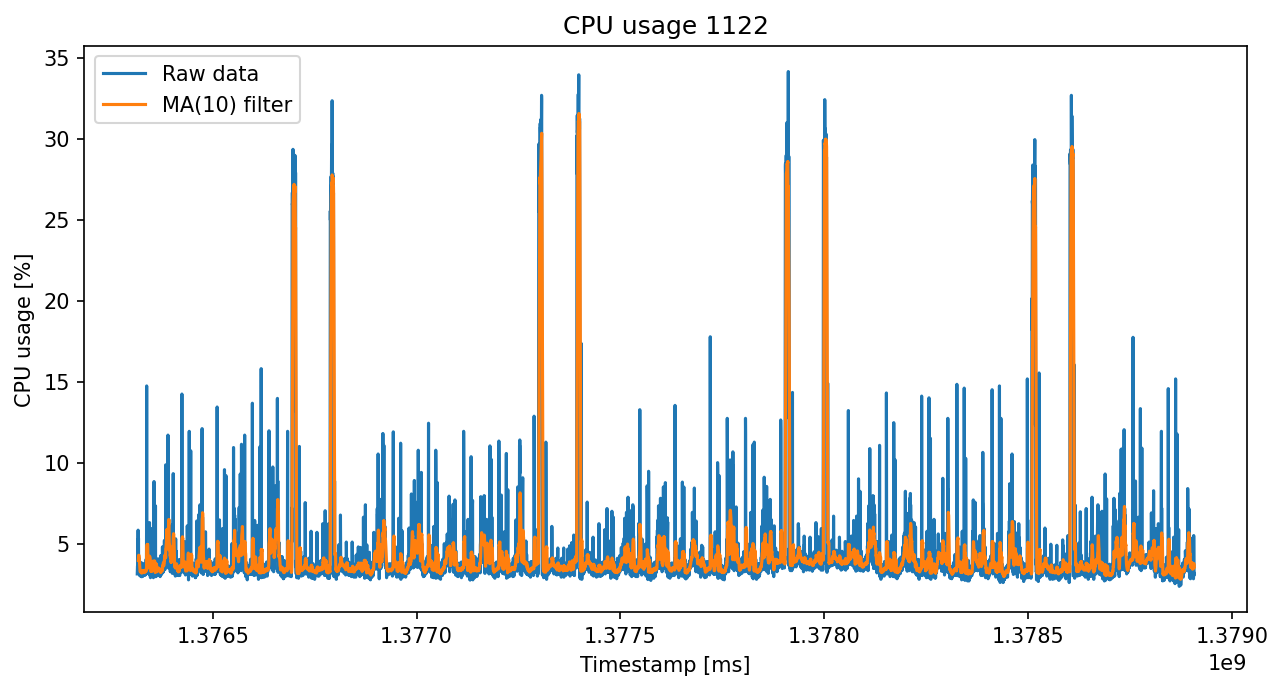 CPU usage 1122
Raw data
MA(10) filter
CPU usage [%]
35
30
25
20
15
10
5
1.3765
1.3770
1.3775
1.3780
1.3785
1.3790
1e9
Timestamp [ms]